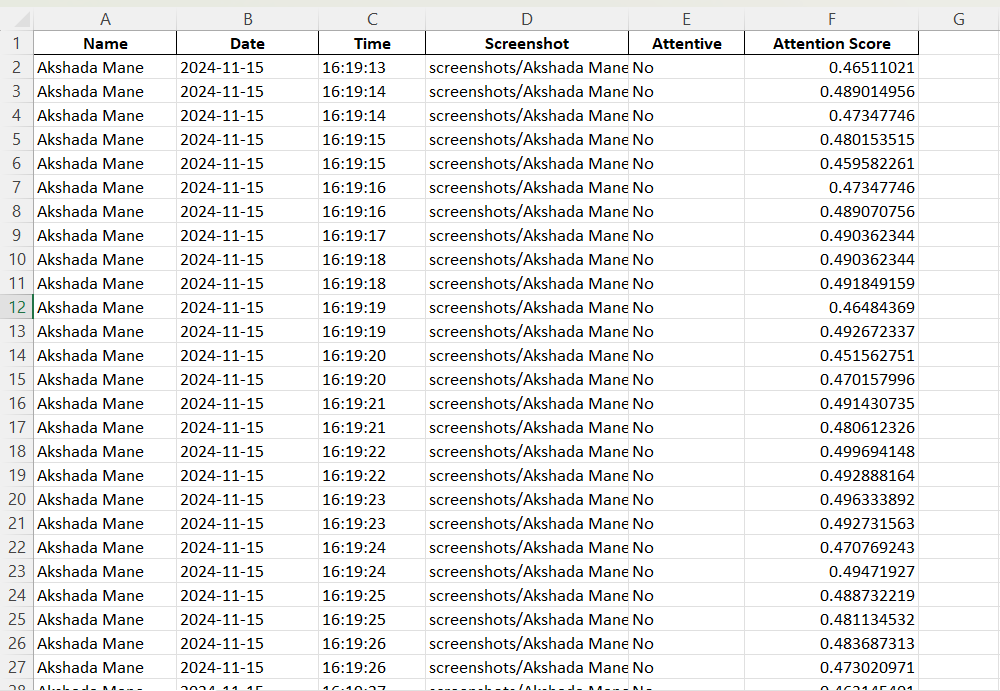 A B C D E F G
1 Name Date Time Screenshot Attentive Attention Score
2 Akshada Mane 2024-11-15 16:19:13 screenshots/Akshada Mane No 0.46511021
3 Akshada Mane 2024-11-15 16:19:14 screenshots/Akshada Mane No 0.489014956
4 Akshada Mane 2024-11-15 16:19:14 screenshots/Akshada Mane No 0.47347746
5 Akshada Mane 2024-11-15 16:19:15 screenshots/Akshada Mane No 0.480153515
6 Akshada Mane 2024-11-15 16:19:15 screenshots/Akshada Mane No 0.459582261
7 Akshada Mane 2024-11-15 16:19:16 screenshots/Akshada Mane No 0.47347746
8 Akshada Mane 2024-11-15 16:19:16 screenshots/Akshada Mane No 0.489070756
9 Akshada Mane 2024-11-15 16:19:17 screenshots/Akshada Mane No 0.490362344
10 Akshada Mane 2024-11-15 16:19:18 screenshots/Akshada Mane No 0.490362344
11 Akshada Mane 2024-11-15 16:19:18 screenshots/Akshada Mane No 0.491849159
12 Akshada Mane 2024-11-15 16:19:19 screenshots/Akshada Mane No 0.46484369
13 Akshada Mane 2024-11-15 16:19:19 screenshots/Akshada Mane No 0.492672337
14 Akshada Mane 2024-11-15 16:19:20 screenshots/Akshada Mane No 0.451562751
15 Akshada Mane 2024-11-15 16:19:20 screenshots/Akshada Mane No 0.470157996
16 Akshada Mane 2024-11-15 16:19:21 screenshots/Akshada Mane No 0.491430735
17 Akshada Mane 2024-11-15 16:19:21 screenshots/Akshada Mane No 0.480612326
18 Akshada Mane 2024-11-15 16:19:22 screenshots/Akshada Mane No 0.499694148
19 Akshada Mane 2024-11-15 16:19:22 screenshots/Akshada Mane No 0.492888164
20 Akshada Mane 2024-11-15 16:19:23 screenshots/Akshada Mane No 0.496333892
21 Akshada Mane 2024-11-15 16:19:23 screenshots/Akshada Mane No 0.492731563
22 Akshada Mane 2024-11-15 16:19:24 screenshots/Akshada Mane No 0.470769243
23 Akshada Mane 2024-11-15 16:19:24 screenshots/Akshada Mane No 0.49471927
24 Akshada Mane 2024-11-15 16:19:25 screenshots/Akshada Mane No 0.488732219
25 Akshada Mane 2024-11-15 16:19:25 screenshots/Akshada Mane No 0.481134532
26 Akshada Mane 2024-11-15 16:19:26 screenshots/Akshada Mane No 0.483687313
27 Akshada Mane 2024-11-15 16:19:26 screenshots/Akshada Mane No 0.473020971
28 Akshada Mane 2024-11-15 16:19:27 screenshots/Akshada Mane No